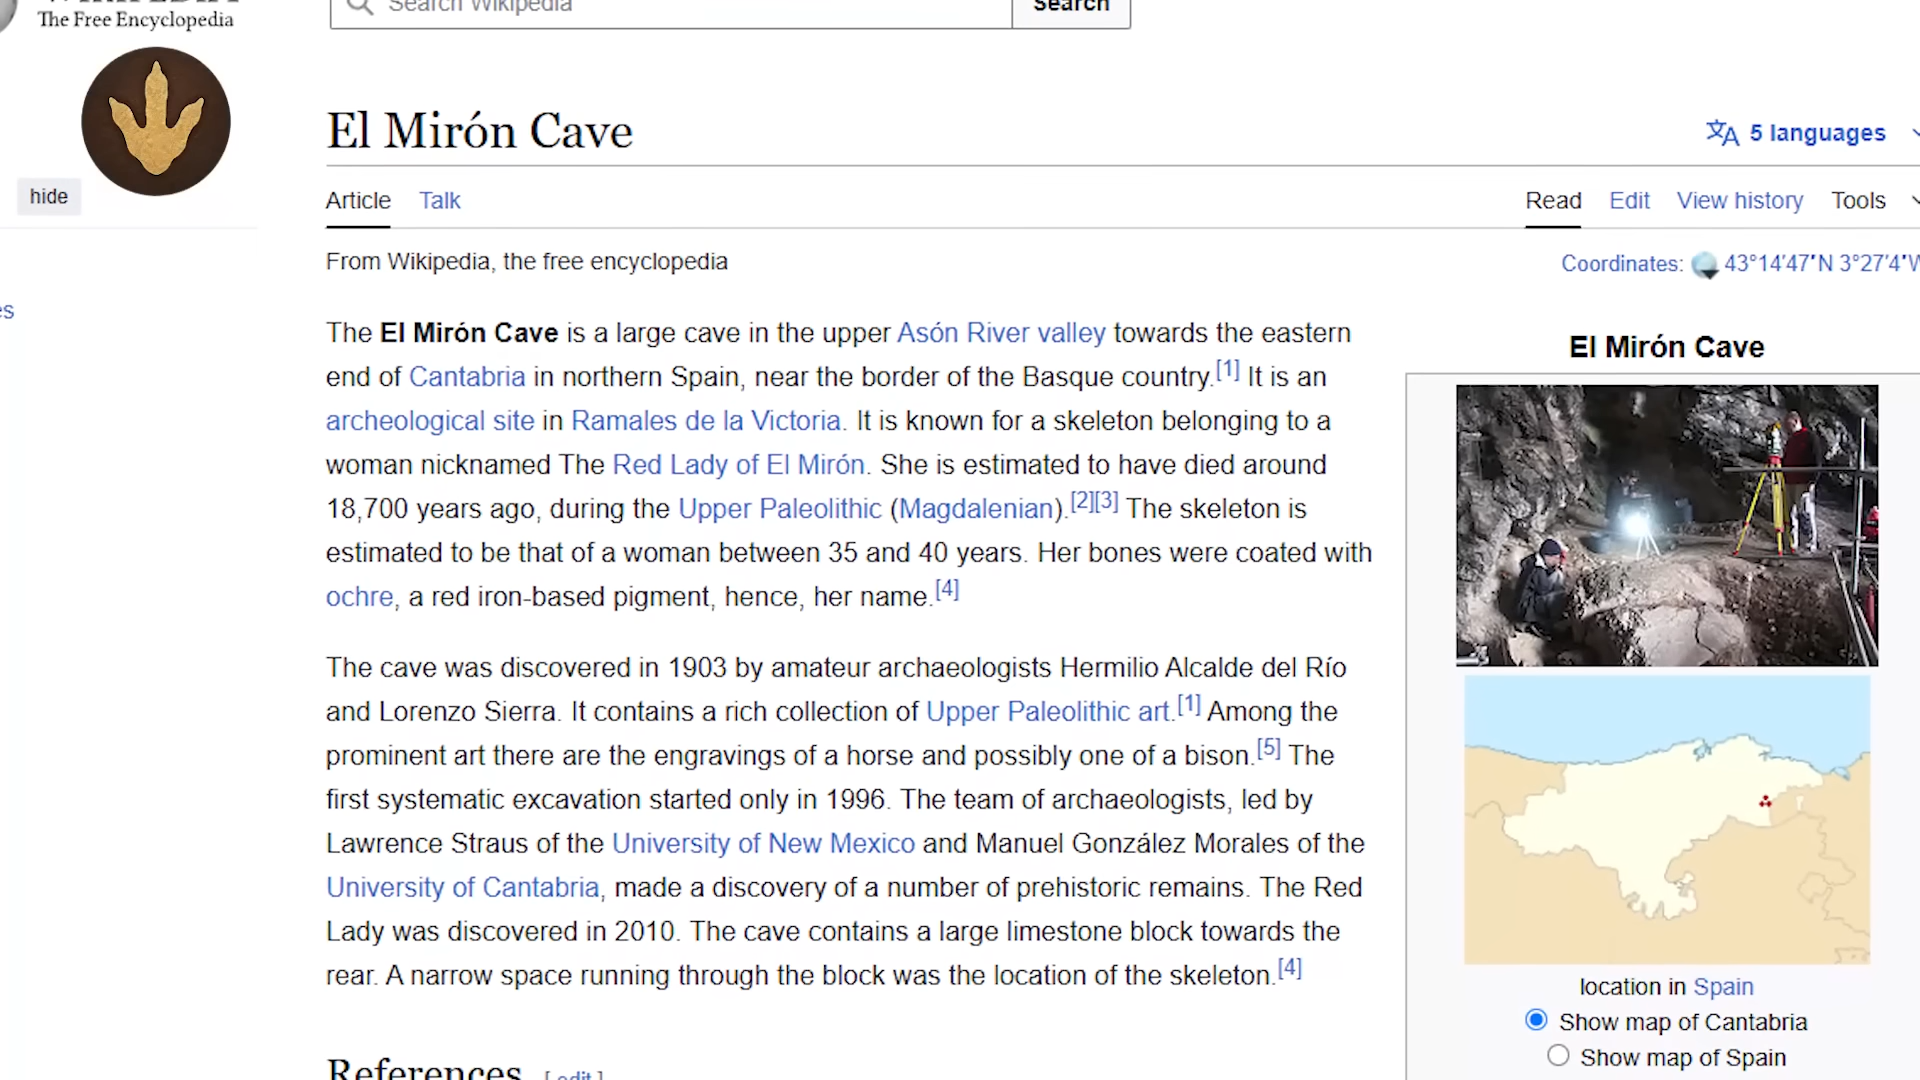 The Free Encyclopedia
Search Wikipedia
Search
hide
es
El Mirón Cave
5 languages
Article
Talk
Read
Edit
View history
Tools
From Wikipedia, the free encyclopedia
Coordinates: 43°14′47″N 3°27′4″W
The El Mirón Cave is a large cave in the upper Asón River valley towards the eastern
end of Cantabria in northern Spain, near the border of the Basque country.[1] It is an
archeological site in Ramales de la Victoria. It is known for a skeleton belonging to a
woman nicknamed The Red Lady of El Mirón. She is estimated to have died around
18,700 years ago, during the Upper Paleolithic (Magdalenian).[2][3] The skeleton is
estimated to be that of a woman between 35 and 40 years. Her bones were coated with
ochre, a red iron-based pigment, hence, her name.[4]
The cave was discovered in 1903 by amateur archaeologists Hermilio Alcalde del Río
and Lorenzo Sierra. It contains a rich collection of Upper Paleolithic art.[1] Among the
prominent art there are the engravings of a horse and possibly one of a bison.[5] The
first systematic excavation started only in 1996. The team of archaeologists, led by
Lawrence Straus of the University of New Mexico and Manuel González Morales of the
University of Cantabria, made a discovery of a number of prehistoric remains. The Red
Lady was discovered in 2010. The cave contains a large limestone block towards the
rear. A narrow space running through the block was the location of the skeleton.[4]
References [ edit ]
El Mirón Cave
location in Spain
Show map of Cantabria
Show map of Spain